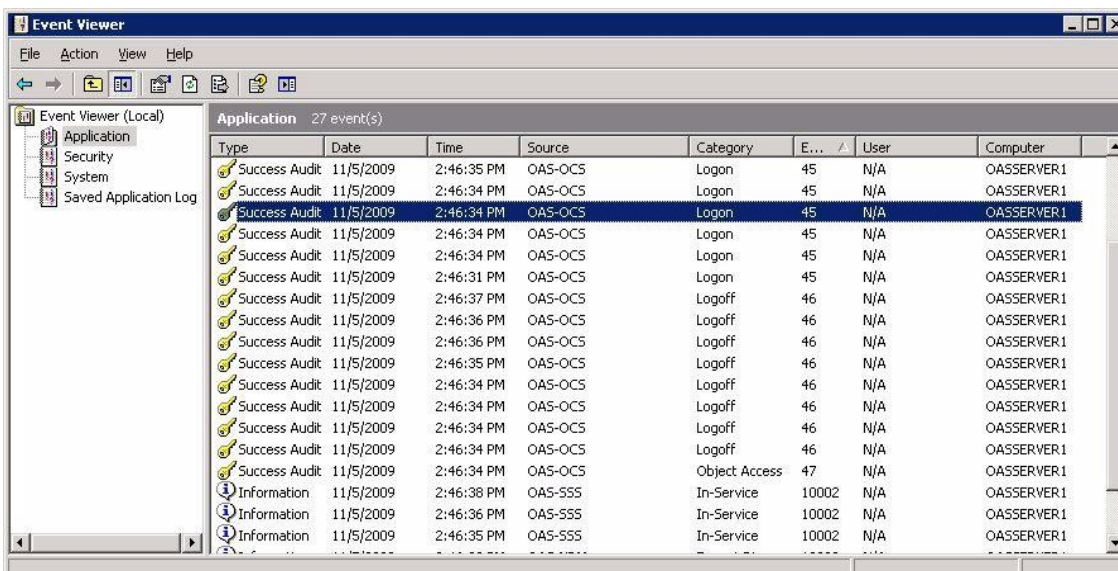 Event Viewer
File Action View Help
Event Viewer (Local)
Application
Security
System
Saved Application Log
Application 27 event(s)
Type Date Time Source Category E... User Computer
Success Audit 11/5/2009 2:46:35 PM OAS-OCS Logon 45 N/A OASSERVER1
Success Audit 11/5/2009 2:46:34 PM OAS-OCS Logon 45 N/A OASSERVER1
Success Audit 11/5/2009 2:46:34 PM OAS-OCS Logon 45 N/A OASSERVER1
Success Audit 11/5/2009 2:46:34 PM OAS-OCS Logon 45 N/A OASSERVER1
Success Audit 11/5/2009 2:46:34 PM OAS-OCS Logon 45 N/A OASSERVER1
Success Audit 11/5/2009 2:46:31 PM OAS-OCS Logon 45 N/A OASSERVER1
Success Audit 11/5/2009 2:46:37 PM OAS-OCS Logoff 46 N/A OASSERVER1
Success Audit 11/5/2009 2:46:36 PM OAS-OCS Logoff 46 N/A OASSERVER1
Success Audit 11/5/2009 2:46:36 PM OAS-OCS Logoff 46 N/A OASSERVER1
Success Audit 11/5/2009 2:46:35 PM OAS-OCS Logoff 46 N/A OASSERVER1
Success Audit 11/5/2009 2:46:34 PM OAS-OCS Logoff 46 N/A OASSERVER1
Success Audit 11/5/2009 2:46:34 PM OAS-OCS Logoff 46 N/A OASSERVER1
Success Audit 11/5/2009 2:46:34 PM OAS-OCS Logoff 46 N/A OASSERVER1
Success Audit 11/5/2009 2:46:34 PM OAS-OCS Logoff 46 N/A OASSERVER1
Success Audit 11/5/2009 2:46:34 PM OAS-OCS Object Access 47 N/A OASSERVER1
Information 11/5/2009 2:46:38 PM OAS-SSS In-Service 10002 N/A OASSERVER1
Information 11/5/2009 2:46:36 PM OAS-SSS In-Service 10002 N/A OASSERVER1
Information 11/5/2009 2:46:35 PM OAS-SSS In-Service 10002 N/A OASSERVER1